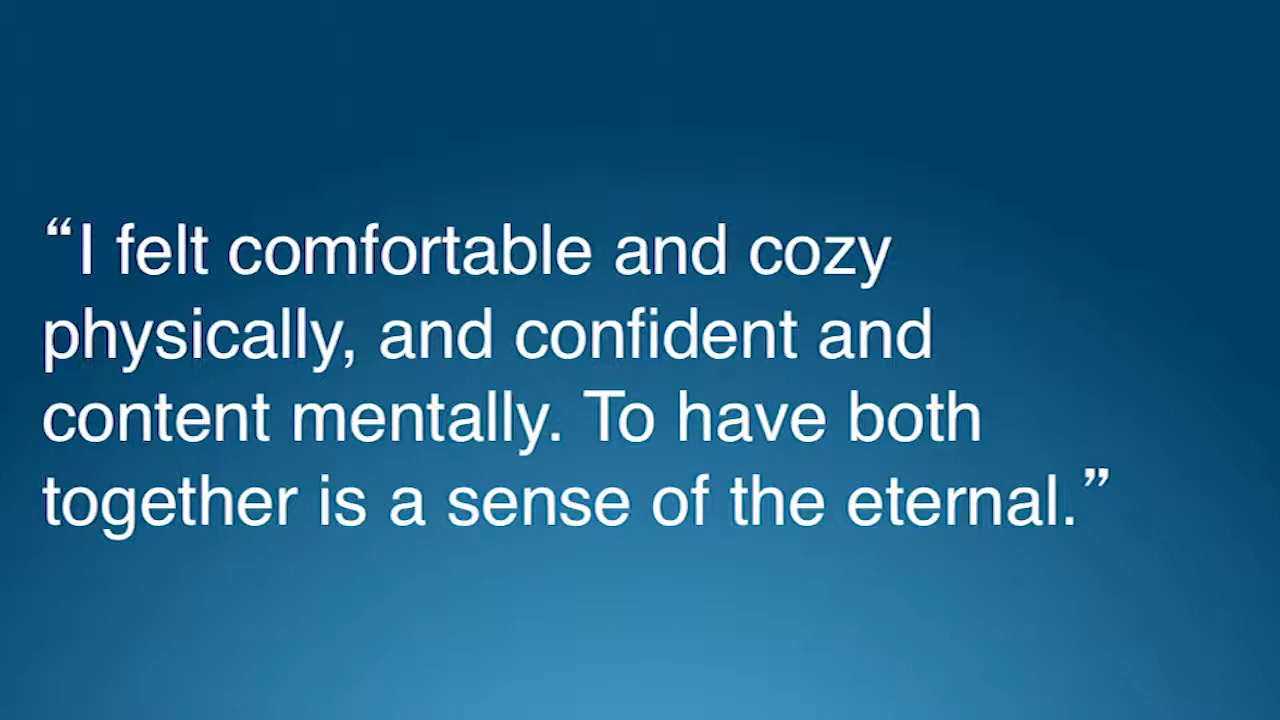 “I felt comfortable and cozy
physically, and confident and
content mentally. To have both
together is a sense of the eternal.”